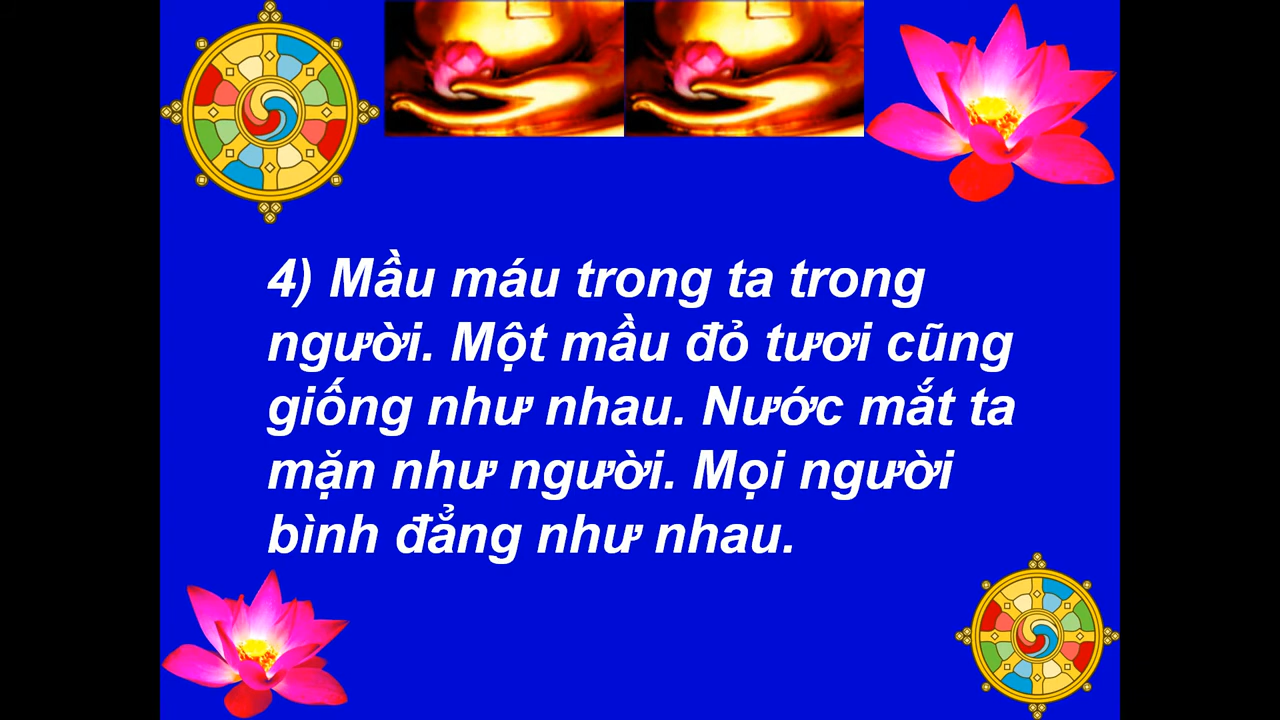 4) Mầu máu trong ta trong
người. Một mầu đỏ tươi cũng
giống như nhau. Nước mắt ta
mặn như người. Mọi người
bình đẳng như nhau.